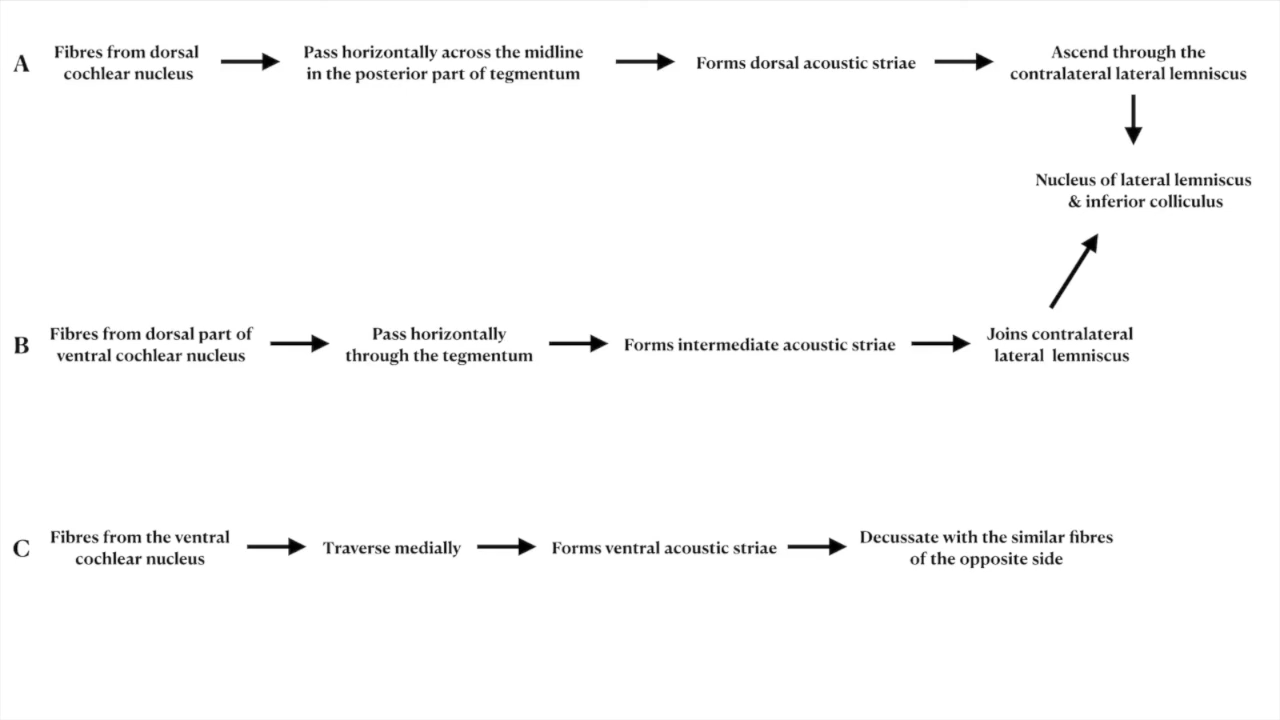 A
Fibres from dorsal
cochlear nucleus
Pass horizontally across the midline
in the posterior part of tegmentum
Forms dorsal acoustic striae
Ascend through the
contralateral lateral lemniscus
Nucleus of lateral lemniscus
& inferior colliculus
B
Fibres from dorsal part of
ventral cochlear nucleus
Pass horizontally
through the tegmentum
Forms intermediate acoustic striae
Joins contralateral
lateral lemniscus
C
Fibres from the ventral
cochlear nucleus
Traverse medially
Forms ventral acoustic striae
Decussate with the similar fibres
of the opposite side